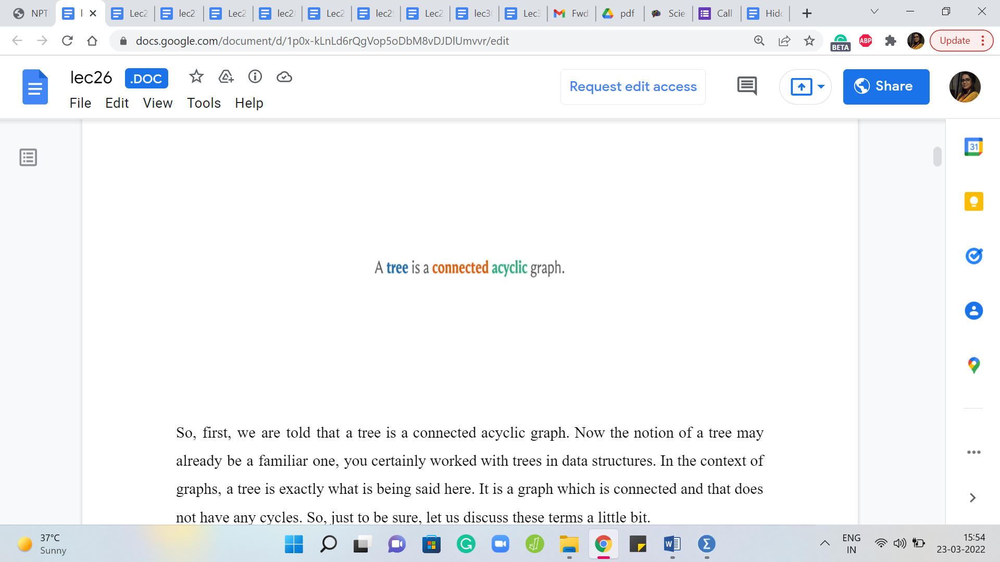 NPT
l
Lec2
lec2
Lec2
lec2
Lec2
lec2
Lec2
lec3
Lec3
Fwd
pdf
Scie
Call
Hid
docs.google.com/document/d/1p0x-kLnLd6rQgVop5oDbM8vDJDlUmvvr/edit
BETA
ABP
Update
lec26
.DOC
File Edit View Tools Help
Request edit access
Share
31
A tree is a connected acyclic graph.
So, first, we are told that a tree is a connected acyclic graph. Now the notion of a tree may
already be a familiar one, you certainly worked with trees in data structures. In the context of
graphs, a tree is exactly what is being said here. It is a graph which is connected and that does
not have any cycles. So, just to be sure, let us discuss these terms a little bit.
37°C
Sunny
ENG
IN
15:54
23-03-2022